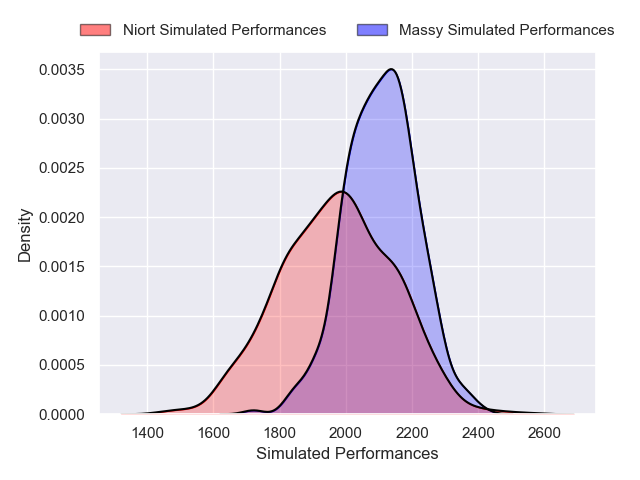 Niort Simulated Performances Massy Simulated Performances
0.0035
0.0030
0.0025
0.0020
0.0015
0.0010
0.0005
0.0000
Density
1400 1600 1800 2000 2200 2400 2600
Simulated Performances